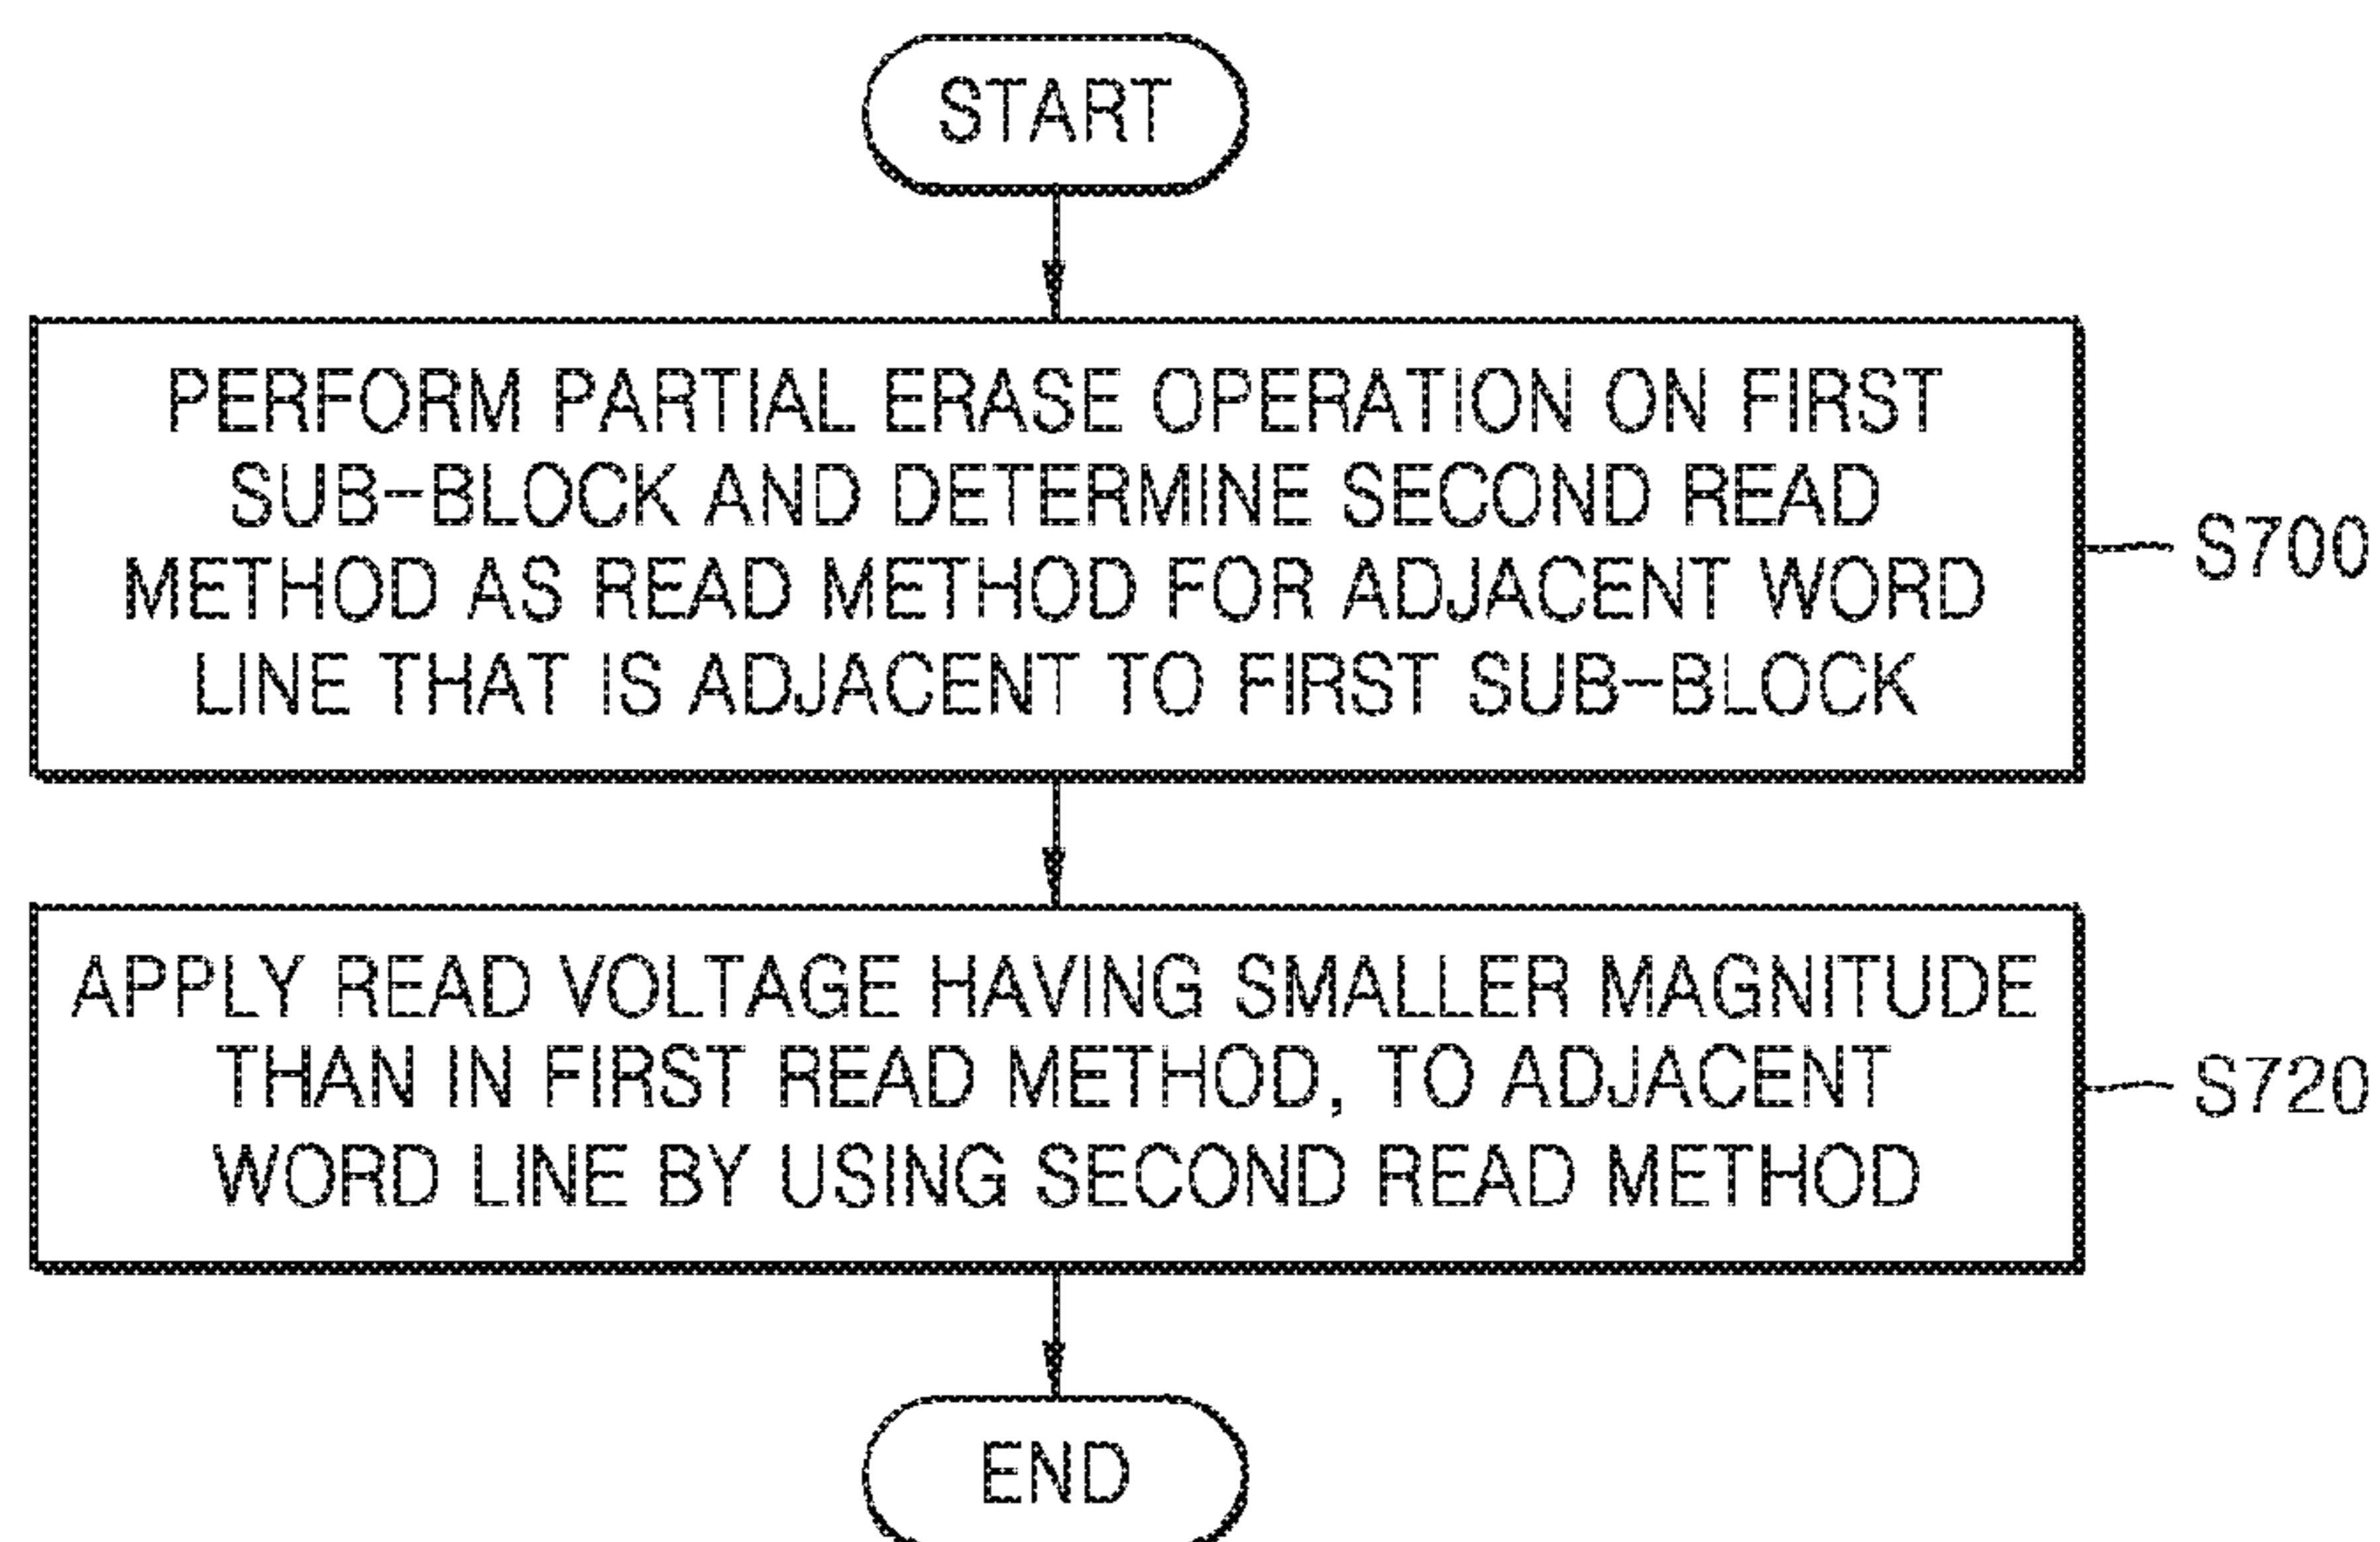 START
PERFORM PARTIAL ERASE OPERATION ON FIRST
SUB-BLOCK AND DETERMINE SECOND READ
METHOD AS READ METHOD FOR ADJACENT WORD
LINE THAT IS ADJACENT TO FIRST SUB-BLOCK
S700
APPLY READ VOLTAGE HAVING SMALLER MAGNITUDE
THAN IN FIRST READ METHOD, TO ADJACENT
WORD LINE BY USING SECOND READ METHOD
S720
END